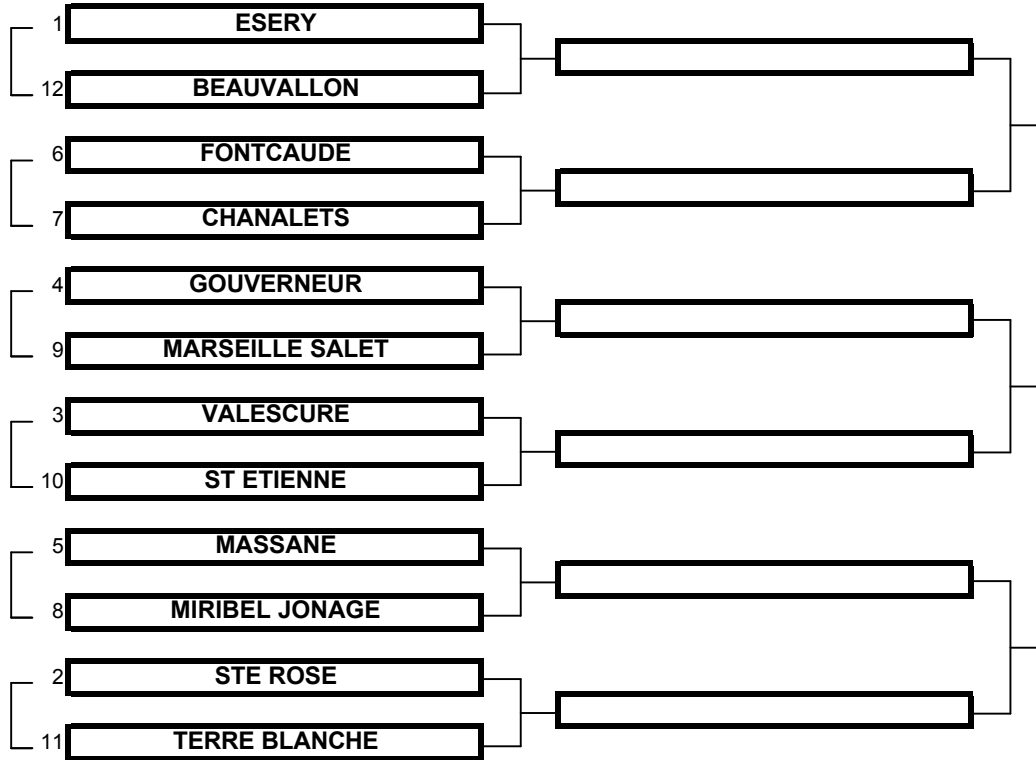 1 ESERY
12 BEAUVALLON
6 FONTCAUDE
7 CHANALETS
4 GOUVERNEUR
9 MARSEILLE SALET
3 VALESCURE
10 ST ETIENNE
5 MASSANE
8 MIRIBEL JONAGE
2 STE ROSE
11 TERRE BLANCHE